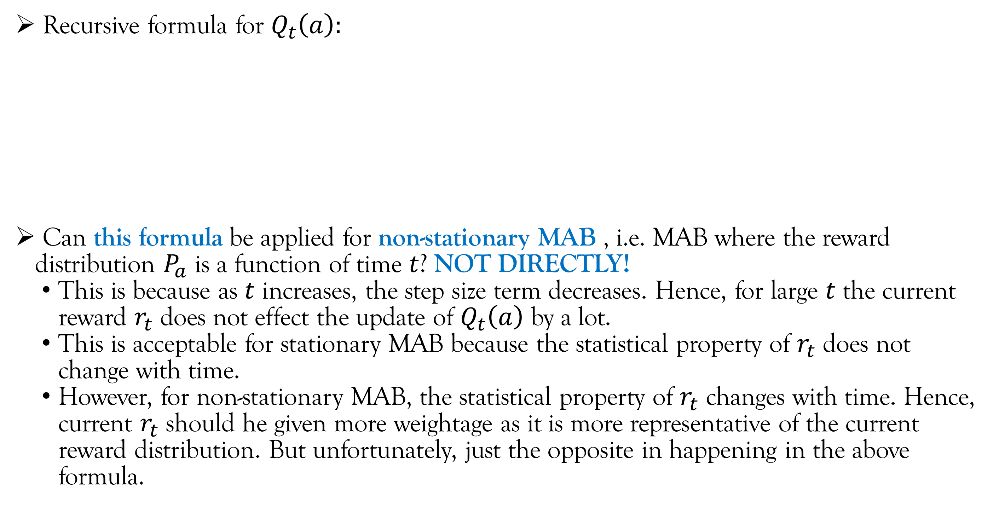 ➢ Recursive formula for Q_t(a):
➢ Can this formula be applied for non-stationary MAB , i.e. MAB where the reward
distribution P_a is a function of time t? NOT DIRECTLY!
• This is because as t increases, the step size term decreases. Hence, for large t the current
reward r_t does not effect the update of Q_t(a) by a lot.
• This is acceptable for stationary MAB because the statistical property of r_t does not
change with time.
• However, for non-stationary MAB, the statistical property of r_t changes with time. Hence,
current r_t should he given more weightage as it is more representative of the current
reward distribution. But unfortunately, just the opposite in happening in the above
formula.